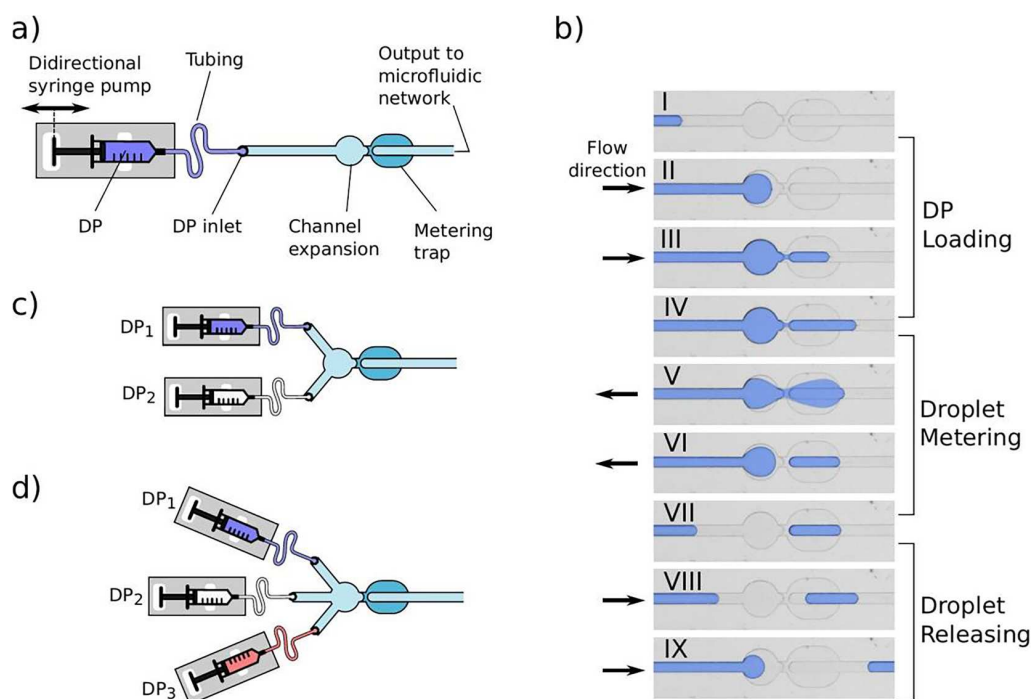 a)
Didirectional
syringe pump
Tubing
Output to
microfluidic
network
DP
DP inlet
Channel
expansion
Metering
trap
b)
I
Flow
direction
II
III
IV
V
VI
VII
VIII
IX
DP
Loading
Droplet
Metering
Droplet
Releasing
c)
DP1
DP2
d)
DP1
DP2
DP3